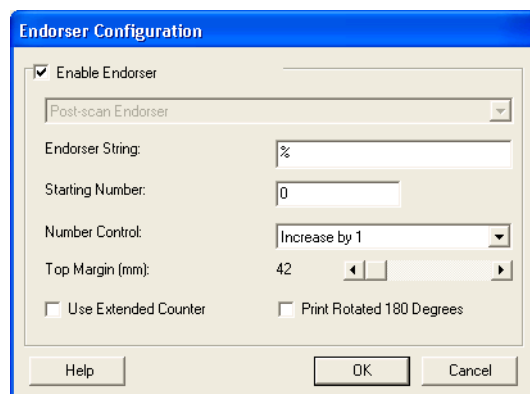 Endorser Configuration
Enable Endorser
Post-scan Endorser
Endorser String: %
Starting Number: 0
Number Control: Increase by 1
Top Margin (mm): 42
Use Extended Counter Print Rotated 180 Degrees
Help OK Cancel